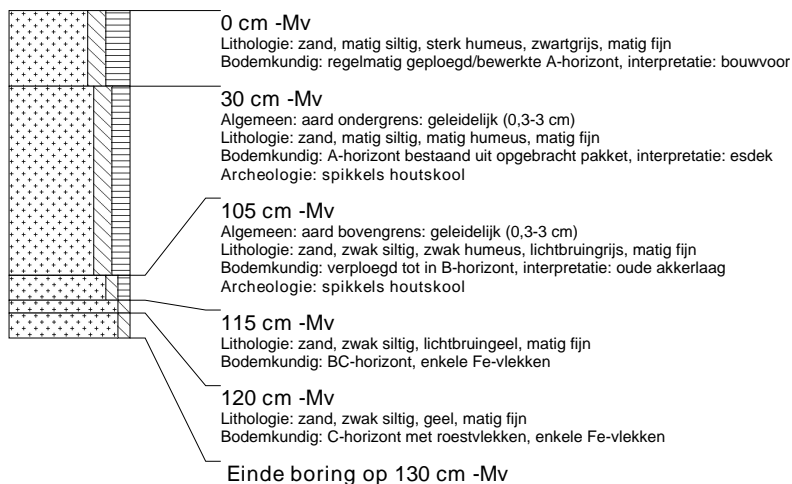 0 cm -Mv
Lithologie: zand, matig siltig, sterk humeus, zwartgrijs, matig fijn
Bodemkundig: regelmatig geploegd/bewerkte A-horizont, interpretatie: bouwvoor
30 cm -Mv
Algemeen: aard ondergrens: geleidelijk (0,3-3 cm)
Lithologie: zand, matig siltig, matig humeus, matig fijn
Bodemkundig: A-horizont bestaand uit opgebracht pakket, interpretatie: esdek
Archeologie: spikkels houtskool
105 cm -Mv
Algemeen: aard bovengrens: geleidelijk (0,3-3 cm)
Lithologie: zand, zwak siltig, zwak humeus, lichtbruingrijs, matig fijn
Bodemkundig: verploegd tot in B-horizont, interpretatie: oude akkerlaag
Archeologie: spikkels houtskool
115 cm -Mv
Lithologie: zand, zwak siltig, lichtbruingeel, matig fijn
Bodemkundig: BC-horizont, enkele Fe-vlekken
120 cm -Mv
Lithologie: zand, zwak siltig, geel, matig fijn
Bodemkundig: C-horizont met roestvlekken, enkele Fe-vlekken
Einde boring op 130 cm -Mv